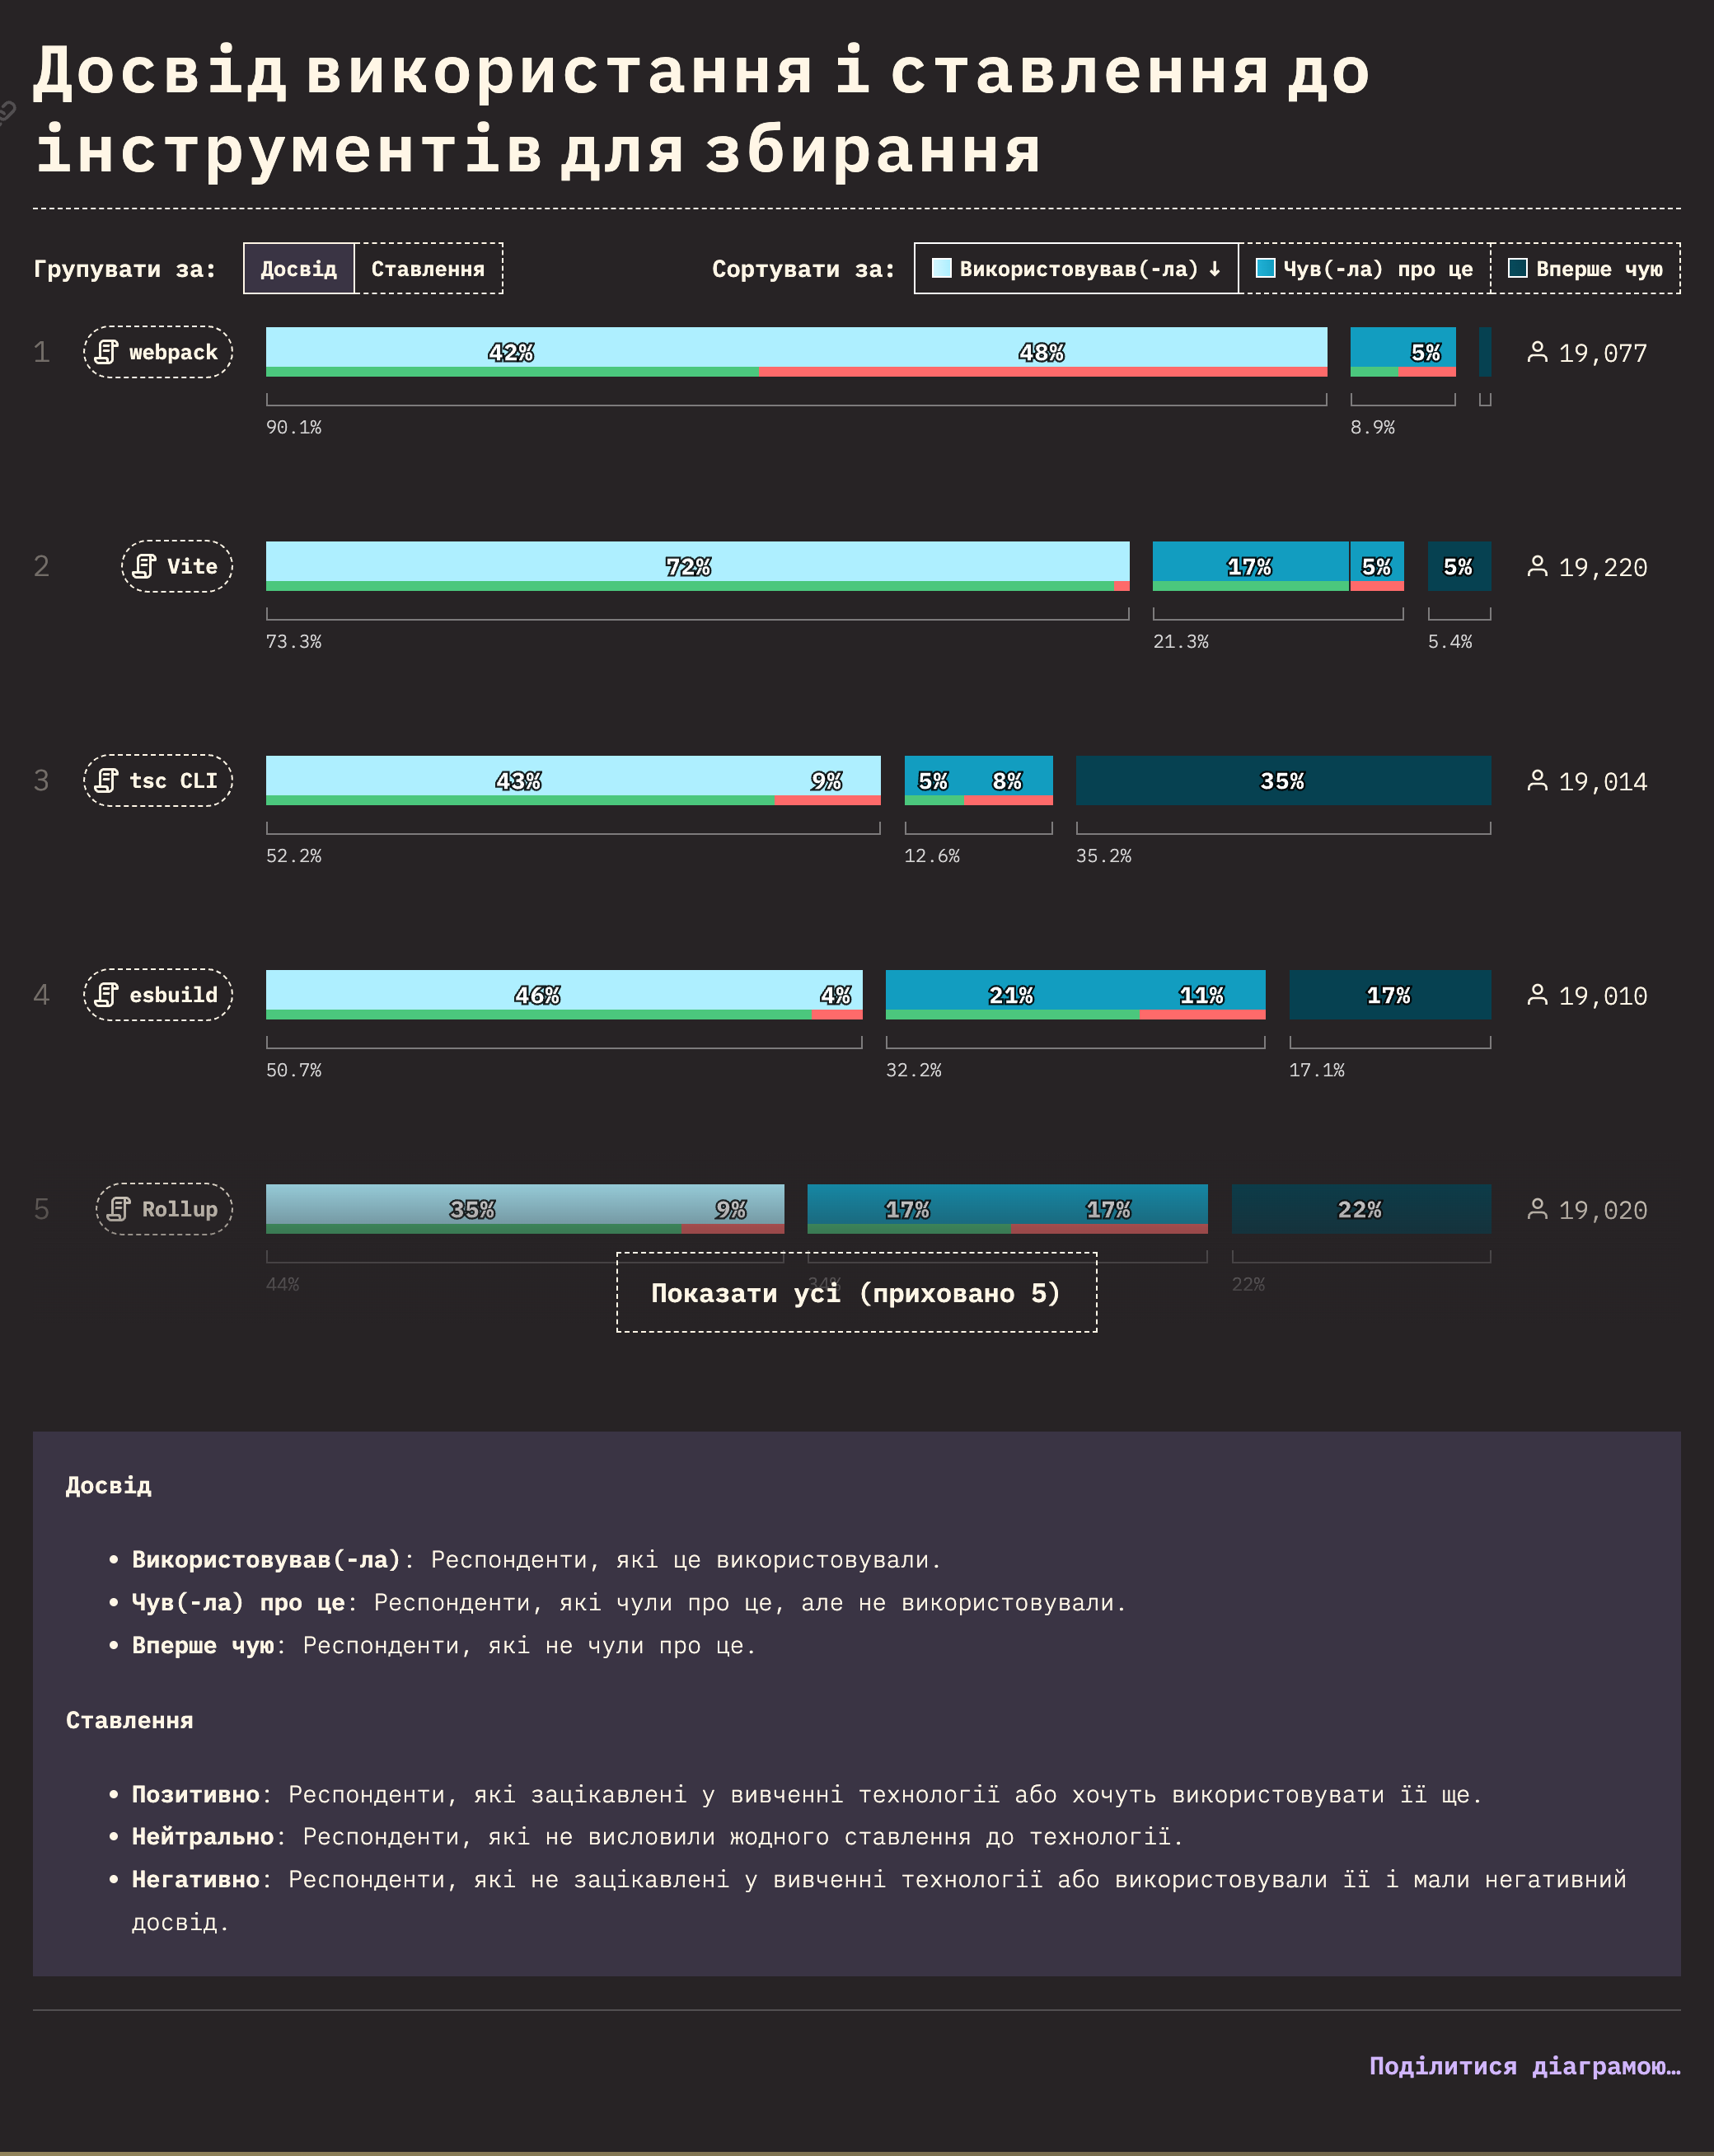 Досвід використання і ставлення до
інструментів для збирання
Групувати за: Досвід Ставлення Сортувати за: Використовував(-ла) ↓ Чув(-ла) про це Вперше чую
1 webpack 42% 48% 5% 19,077
90.1% 8.9%
2 Vite 72% 17% 5% 5% 19,220
73.3% 21.3% 5.4%
3 tsc CLI 43% 9% 5% 8% 35% 19,014
52.2% 12.6% 35.2%
4 esbuild 46% 4% 21% 11% 17% 19,010
50.7% 32.2% 17.1%
5 Rollup 35% 9% 17% 17% 22% 19,020
44% 34% 22%
Показати усі (приховано 5)
Досвід
• Використовував(-ла): Респонденти, які це використовували.
• Чув(-ла) про це: Респонденти, які чули про це, але не використовували.
• Вперше чую: Респонденти, які не чули про це.
Ставлення
• Позитивно: Респонденти, які зацікавлені у вивченні технології або хочуть використовувати її ще.
• Нейтрально: Респонденти, які не висловили жодного ставлення до технології.
• Негативно: Респонденти, які не зацікавлені у вивченні технології або використовували її і мали негативний
досвід.
Поділитися діаграмою…